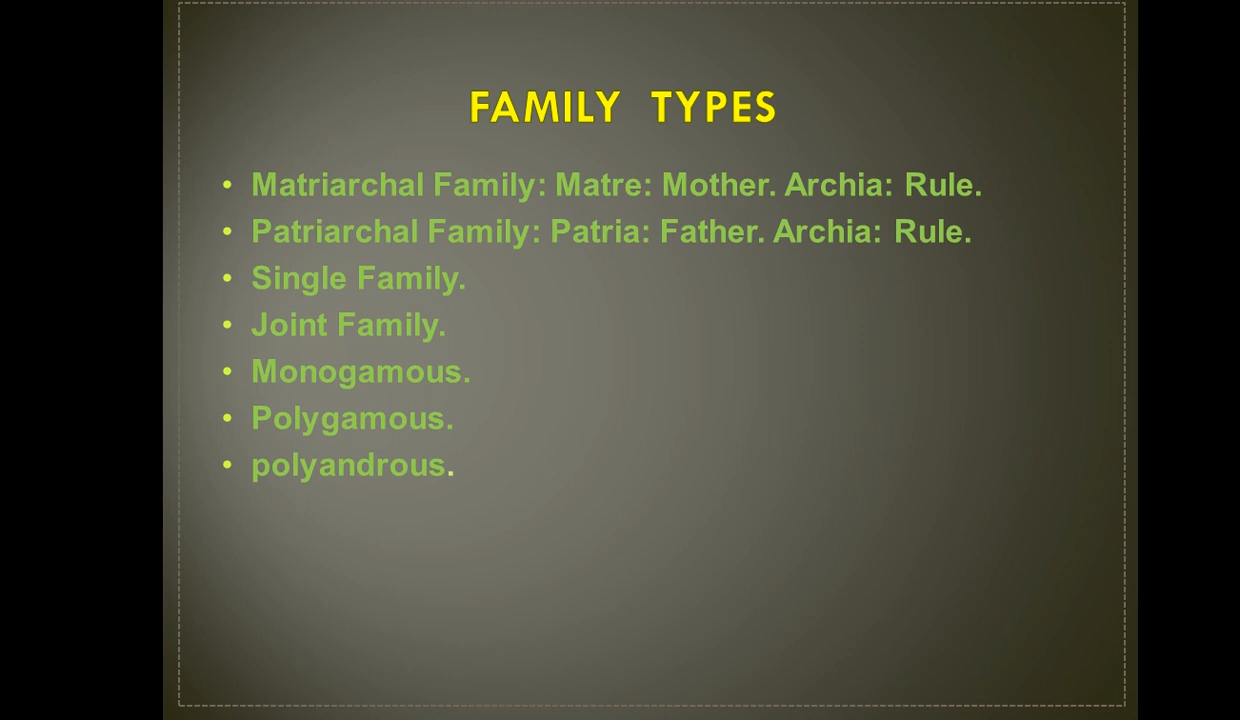 FAMILY TYPES
• Matriarchal Family: Matre: Mother. Archia: Rule.
• Patriarchal Family: Patria: Father. Archia: Rule.
• Single Family.
• Joint Family.
• Monogamous.
• Polygamous.
• polyandrous.